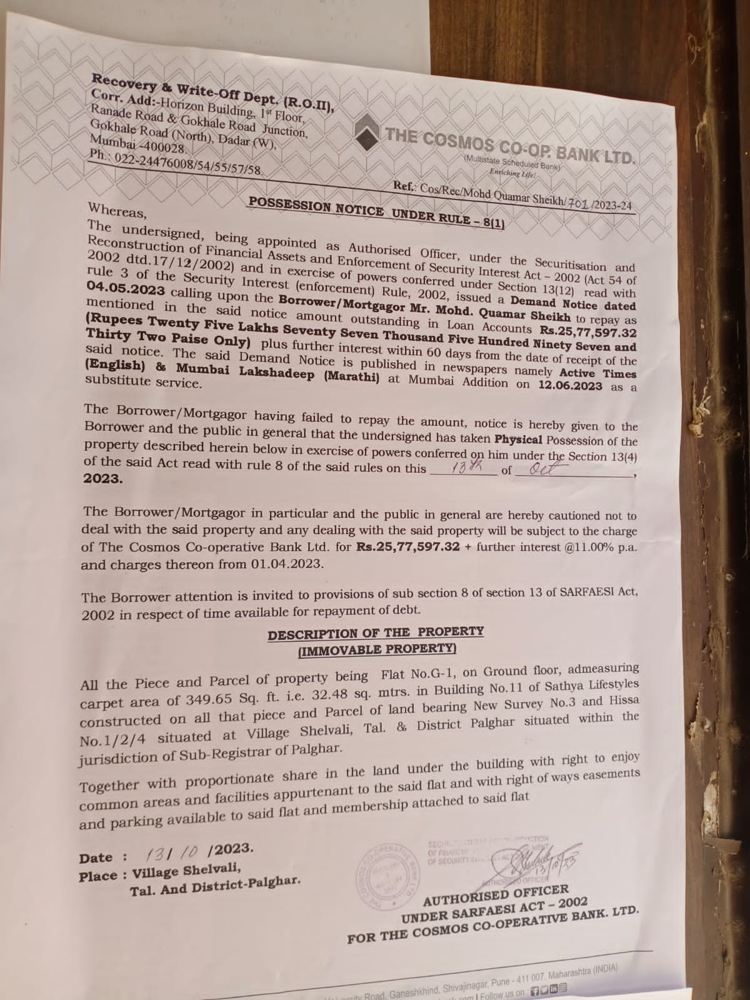 Recovery & Write-Off Dept. (R.O.II),
Corr. Add:-Horizon Building, 1st Floor,
Ranade Road & Gokhale Road Junction,
Gokhale Road (North), Dadar (W),
Mumbai -400028.
Ph.: 022-24476008/54/55/57/58.
THE COSMOS CO-OP. BANK LTD.
(Multistate Scheduled Bank)
Enriching Life!
Ref.: Cos/Rec/Mohd Quamar Sheikh/701/2023-24
POSSESSION NOTICE UNDER RULE – 8(1)
Whereas,
The undersigned, being appointed as Authorised Officer, under the Securitisation and
Reconstruction of Financial Assets and Enforcement of Security Interest Act – 2002 (Act 54 of
2002 dtd.17/12/2002) and in exercise of powers conferred under Section 13(12) read with
rule 3 of the Security Interest (enforcement) Rule, 2002, issued a Demand Notice dated
04.05.2023 calling upon the Borrower/Mortgagor Mr. Mohd. Quamar Sheikh to repay as
mentioned in the said notice amount outstanding in Loan Accounts Rs.25,77,597.32
(Rupees Twenty Five Lakhs Seventy Seven Thousand Five Hundred Ninety Seven and
Thirty Two Paise Only) plus further interest within 60 days from the date of receipt of the
said notice. The said Demand Notice is published in newspapers namely Active Times
(English) & Mumbai Lakshadeep (Marathi) at Mumbai Addition on 12.06.2023 as a
substitute service.
The Borrower/Mortgagor having failed to repay the amount, notice is hereby given to the
Borrower and the public in general that the undersigned has taken Physical Possession of the
property described herein below in exercise of powers conferred on him under the Section 13(4)
of the said Act read with rule 8 of the said rules on this 13th of Oct,
2023.
The Borrower/Mortgagor in particular and the public in general are hereby cautioned not to
deal with the said property and any dealing with the said property will be subject to the charge
of The Cosmos Co-operative Bank Ltd. for Rs.25,77,597.32 + further interest @11.00% p.a.
and charges thereon from 01.04.2023.
The Borrower attention is invited to provisions of sub section 8 of section 13 of SARFAESI Act,
2002 in respect of time available for repayment of debt.
DESCRIPTION OF THE PROPERTY
(IMMOVABLE PROPERTY)
All the Piece and Parcel of property being Flat No.G-1, on Ground floor, admeasuring
carpet area of 349.65 Sq. ft. i.e. 32.48 sq. mtrs. in Building No.11 of Sathya Lifestyles
constructed on all that piece and Parcel of land bearing New Survey No.3 and Hissa
No.1/2/4 situated at Village Shelvali, Tal. & District Palghar situated within the
jurisdiction of Sub-Registrar of Palghar.
Together with proportionate share in the land under the building with right to enjoy
common areas and facilities appurtenant to the said flat and with right of ways easements
and parking available to said flat and membership attached to said flat
Date : 13/10/2023.
Place : Village Shelvali,
Tal. And District-Palghar.
THE COSMOS CO-OPERATIVE BANK LTD
OF FINANCIAL
OF SECURITY
13/10/23
AUTHORISED OFFICER
AUTHORISED OFFICER
UNDER SARFAESI ACT – 2002
FOR THE COSMOS CO-OPERATIVE BANK. LTD.
Road, Ganeshkhind, Shivajinagar, Pune - 411 007. Maharashtra (INDIA)
| Follow us on :